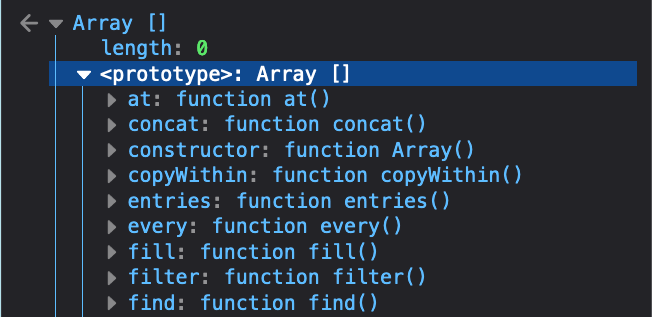 Array []
length: 0
<prototype>: Array []
at: function at()
concat: function concat()
constructor: function Array()
copyWithin: function copyWithin()
entries: function entries()
every: function every()
fill: function fill()
filter: function filter()
find: function find()